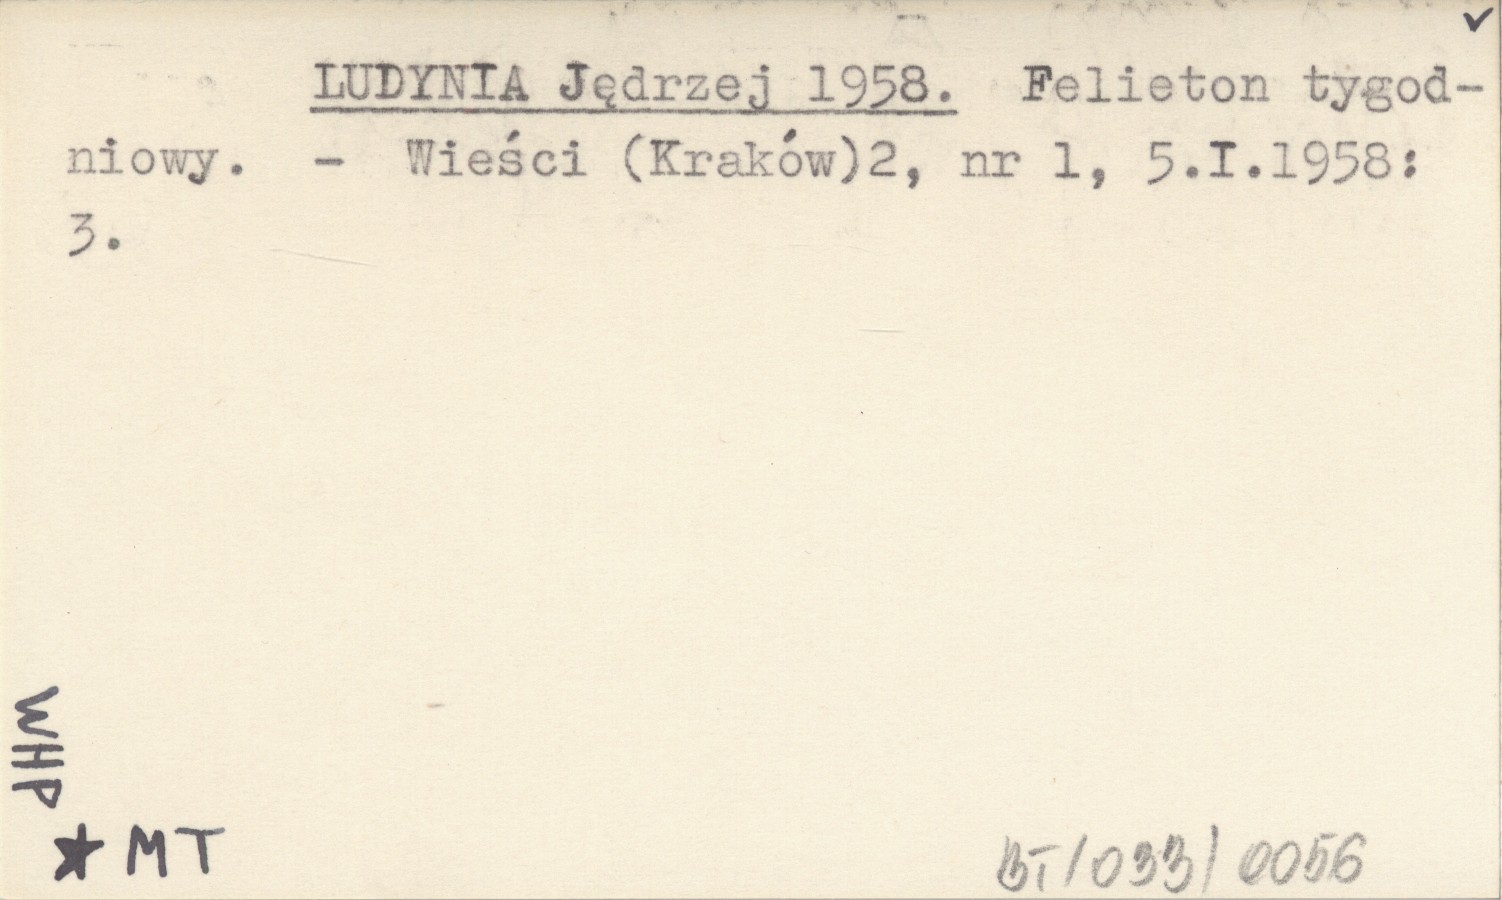 LUDYNIA Jędrzej 1958. Felieton tygod-
niowy. - Wieści (Kraków)2, nr 1, 5.I.1958:
3.
WHP
★ MT
BT/033/0056